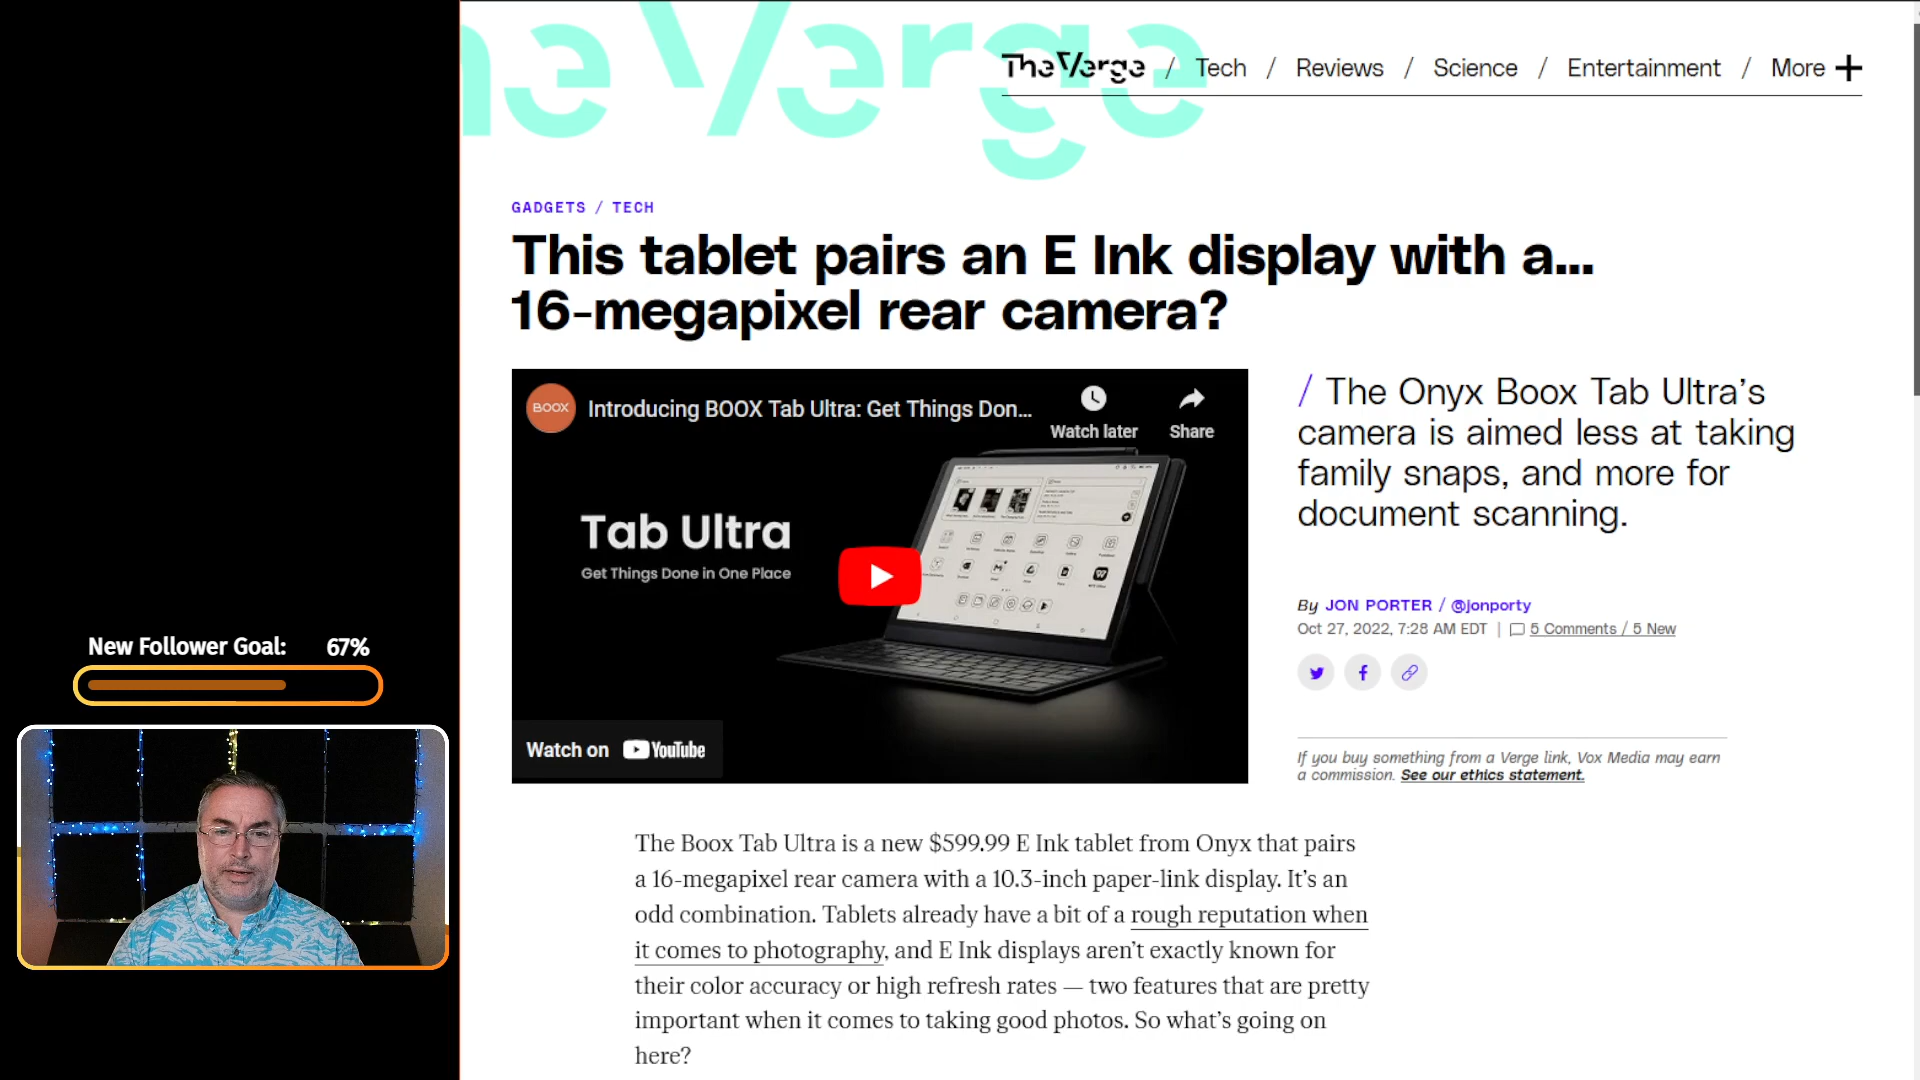 The Verge
The Verge / Tech / Reviews / Science / Entertainment / More +
GADGETS / TECH
This tablet pairs an E Ink display with a...
16-megapixel rear camera?
BOOX
Introducing BOOX Tab Ultra: Get Things Don...
Watch later
Share
Tab Ultra
Get Things Done in One Place
Watch on YouTube
/ The Onyx Boox Tab Ultra’s
camera is aimed less at taking
family snaps, and more for
document scanning.
By JON PORTER / @jonporty
Oct 27, 2022, 7:28 AM EDT | 5 Comments / 5 New
If you buy something from a Verge link, Vox Media may earn
a commission. See our ethics statement.
The Boox Tab Ultra is a new $599.99 E Ink tablet from Onyx that pairs
a 16-megapixel rear camera with a 10.3-inch paper-link display. It’s an
odd combination. Tablets already have a bit of a rough reputation when
it comes to photography, and E Ink displays aren’t exactly known for
their color accuracy or high refresh rates — two features that are pretty
important when it comes to taking good photos. So what’s going on
here?
New Follower Goal: 67%